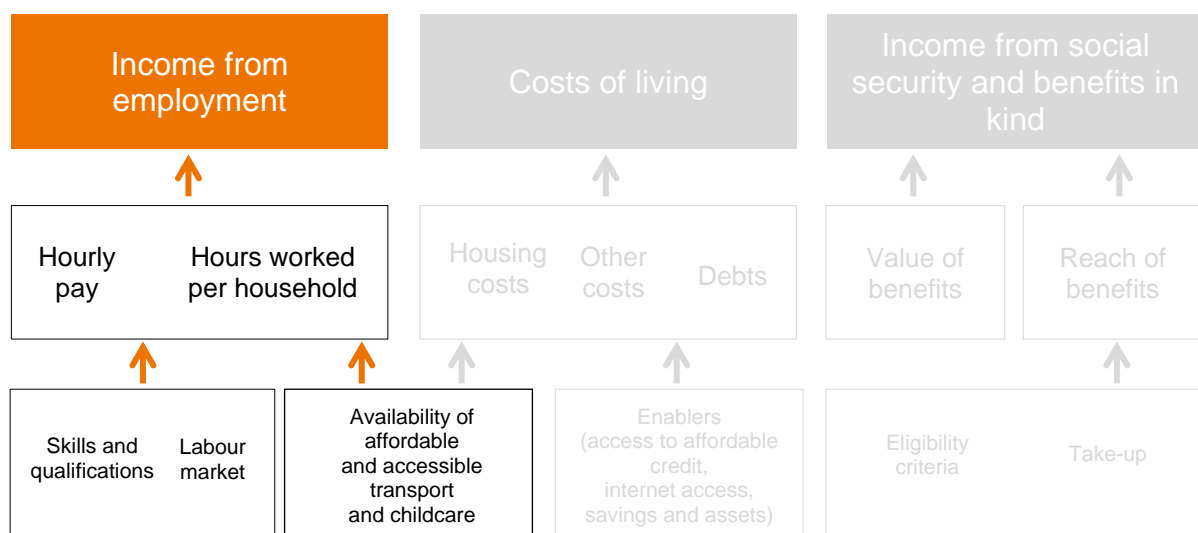 Income from
employment
Costs of living
Income from social
security and benefits in
kind
Hourly
pay
Hours worked
per household
Housing
costs
Other
costs
Debts
Value of
benefits
Reach of
benefits
Skills and
qualifications
Labour
market
Availability of
affordable
and accessible
transport
and childcare
Enablers
(access to affordable
credit,
internet access,
savings and assets)
Eligibility
criteria
Take-up